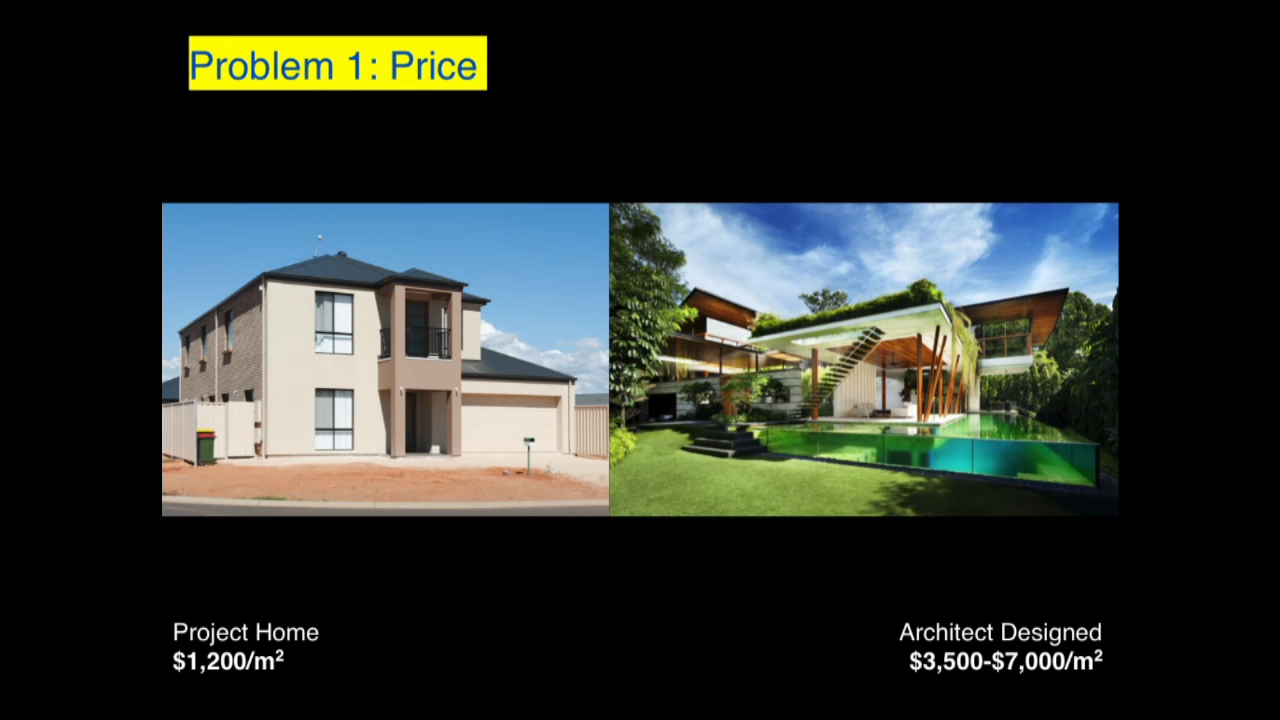 Problem 1: Price
Project Home
$1,200/m²
Architect Designed
$3,500-$7,000/m²